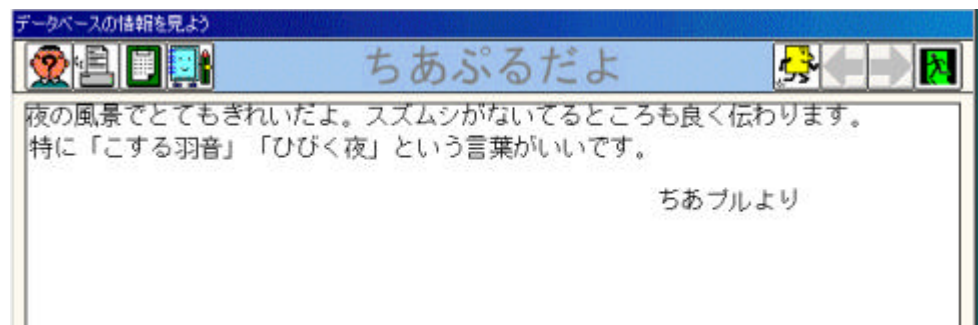 データベースの情報を見よう
ちあぷるだよ
夜の風景でとてもきれいだよ。スズムシがないてるところも良く伝わります。
特に「こする羽音」「ひびく夜」という言葉がいいです。
ちあブルより